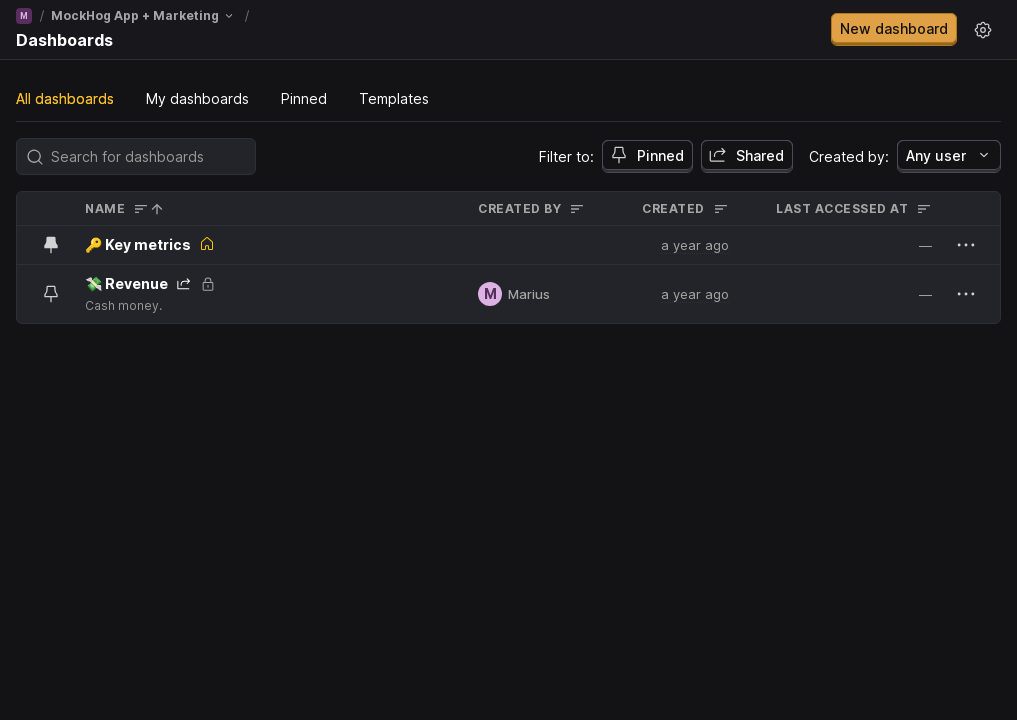 M / MockHog App + Marketing /
Dashboards
New dashboard
All dashboards My dashboards Pinned Templates
Search for dashboards
Filter to: Pinned Shared Created by: Any user
NAME CREATED BY CREATED LAST ACCESSED AT
🔑 Key metrics a year ago —
💸 Revenue
Cash money.
M Marius a year ago —